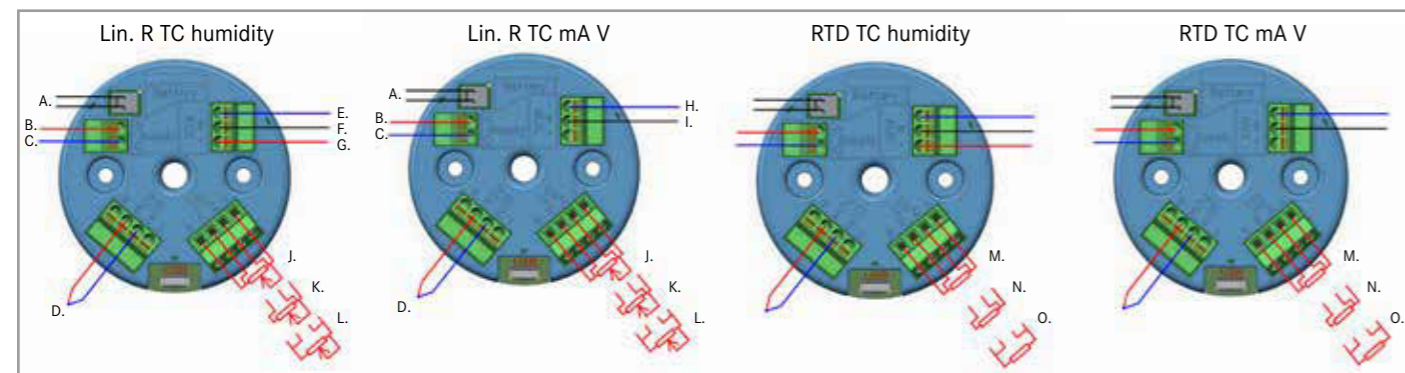 Lin. R TC humidity
Lin. R TC mA V
RTD TC humidity
RTD TC mA V
A.
B.
C.
D.
E.
F.
G.
J.
K.
L.
A.
B.
C.
D.
H.
I.
J.
K.
L.
M.
N.
O.
M.
N.
O.